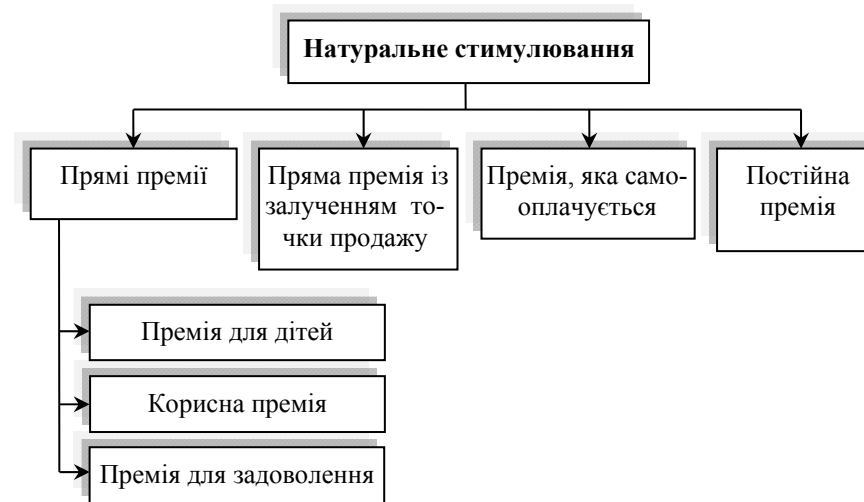 Натуральне стимулювання
Прямі премії
Пряма премія із
залученням то-
чки продажу
Премія, яка само-
оплачується
Постійна
премія
Премія для дітей
Корисна премія
Премія для задоволення